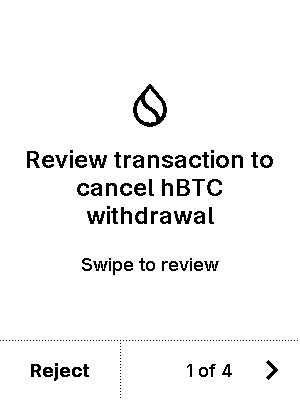 Review transaction to
cancel hBTC
withdrawal
Swipe to review
Reject
1 of 4